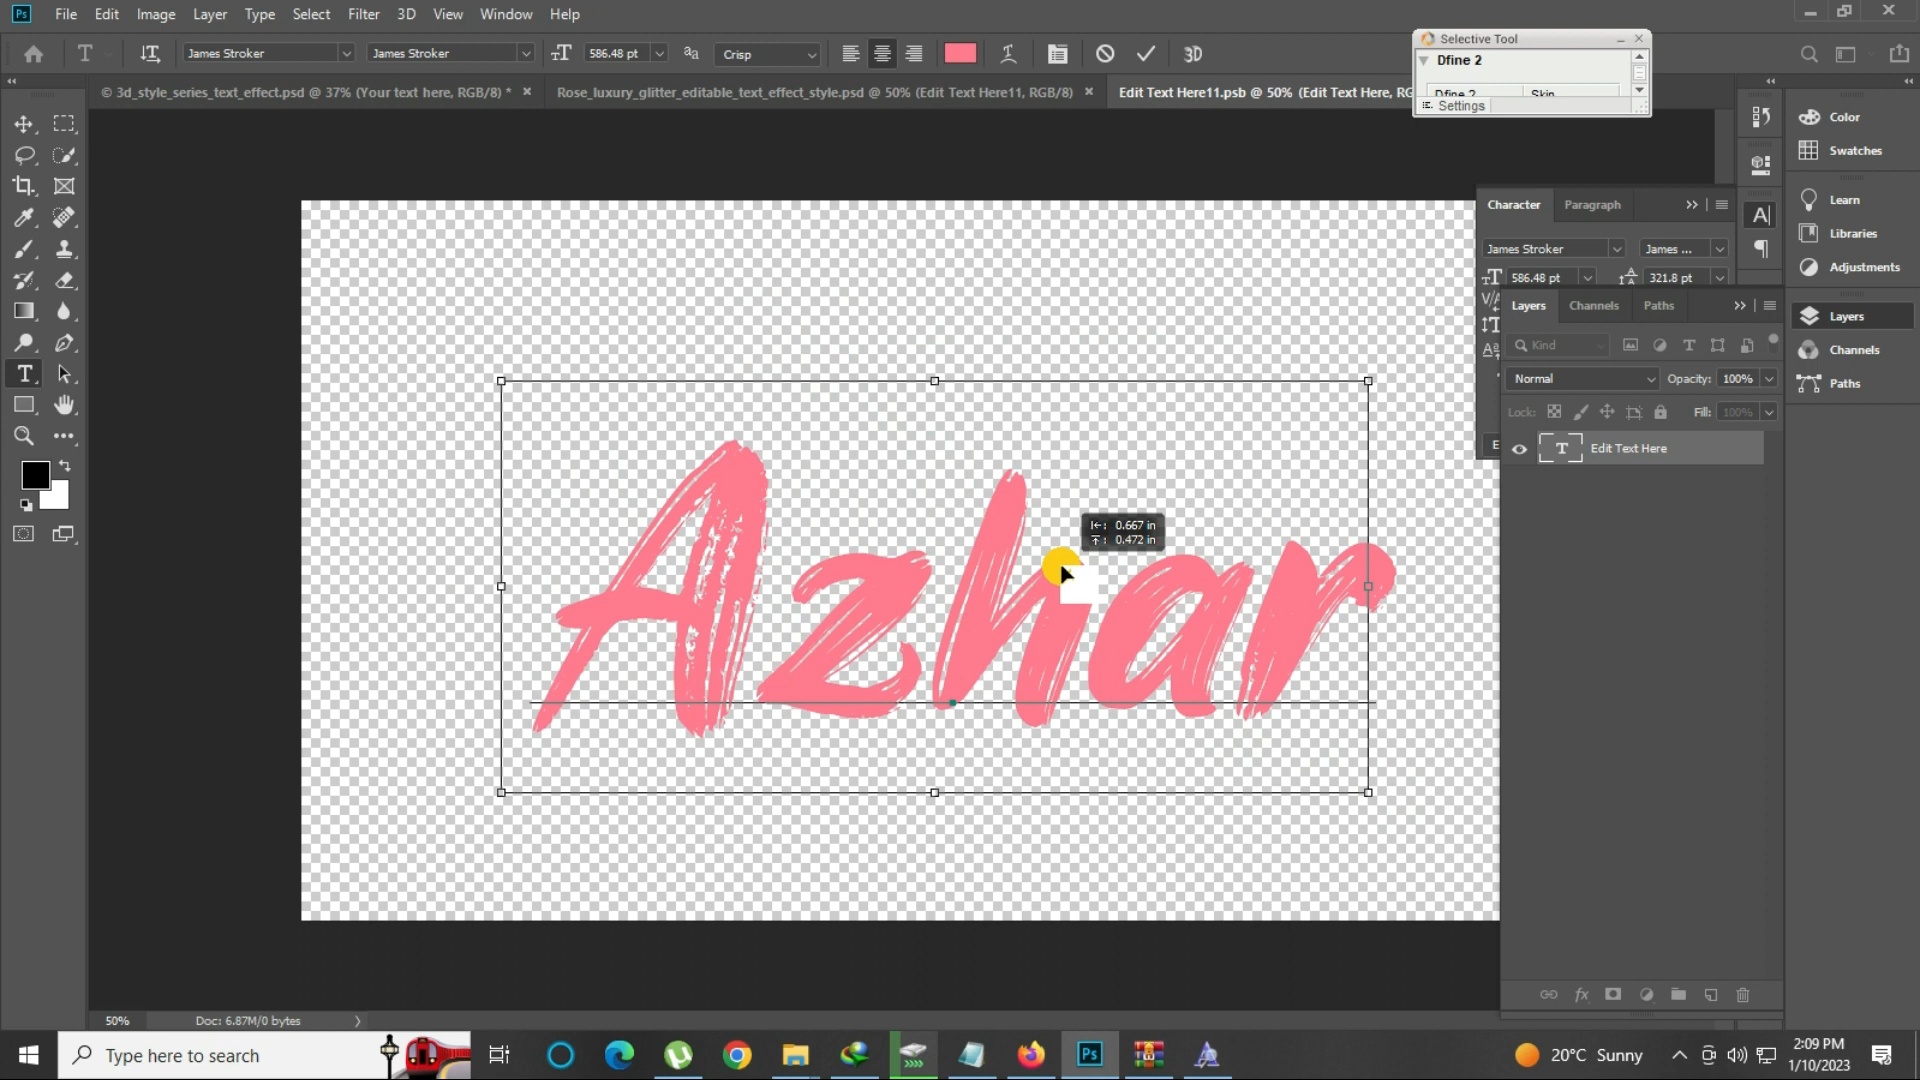 Ps File Edit Image Layer Type Select Filter 3D View Window Help
James Stroker James Stroker 586.48 pt Crisp 3D
Selective Tool
Dfine 2
Dfine 2 Skin
Settings
© 3d_style_series_text_effect.psd @ 37% (Your text here, RGB/8) * Rose_luxury_glitter_editable_text_effect_style.psd @ 50% (Edit Text Here11, RGB/8) Edit Text Here11.psb @ 50% (Edit Text Here,
Color
Swatches
Learn
Libraries
Adjustments
Layers
Channels
Paths
Character Paragraph
James Stroker James ...
586.48 pt 321.8 pt
Layers Channels Paths
Kind
Normal Opacity: 100%
Lock: Fill: 100%
Edit Text Here
Azhar
0.667 in
0.472 in
50% Doc: 6.87M/0 bytes
Type here to search
20°C Sunny
2:09 PM
1/10/2023